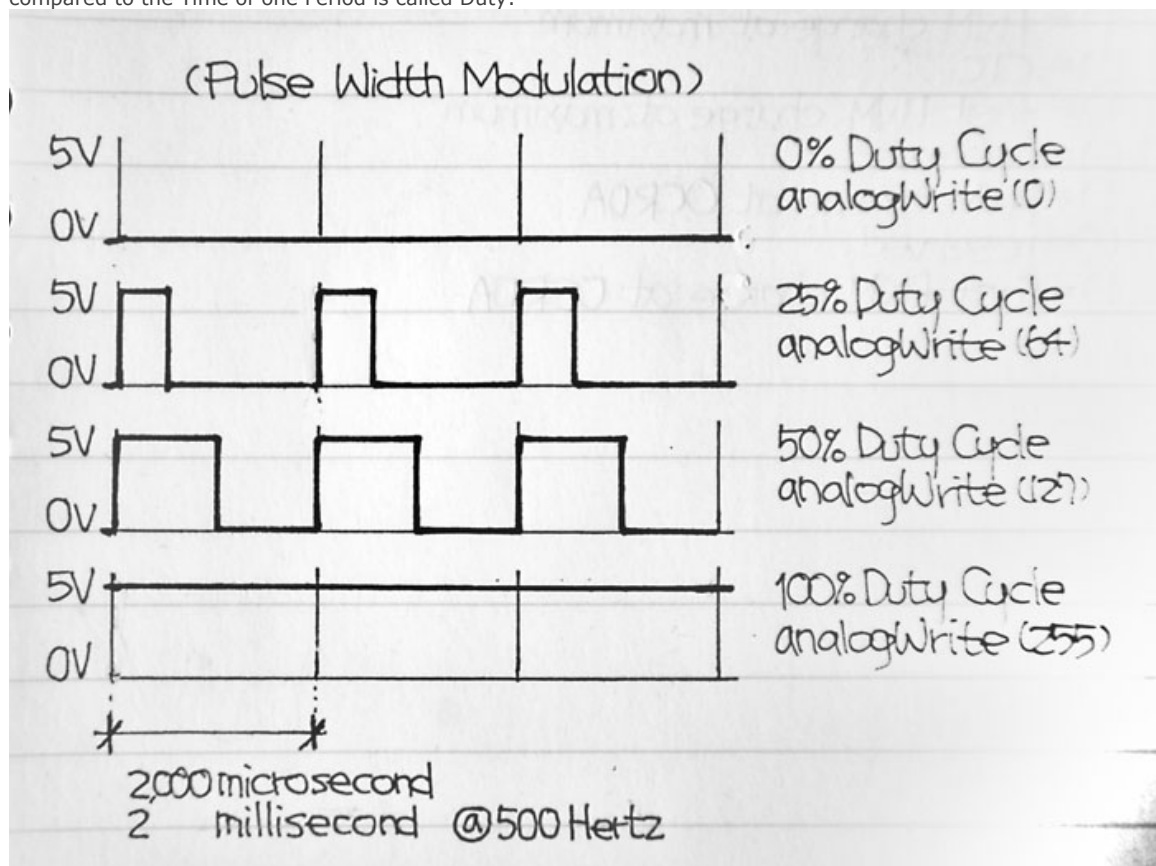 compared to the Time of one Period is called Duty.
(Pulse Width Modulation)
5V
0V
0% Duty Cycle
analogWrite(0)
5V
0V
25% Duty Cycle
analogWrite(64)
5V
0V
50% Duty Cycle
analogWrite(127)
5V
0V
100% Duty Cycle
analogWrite(255)
2,000 microsecond
2 millisecond @500 Hertz